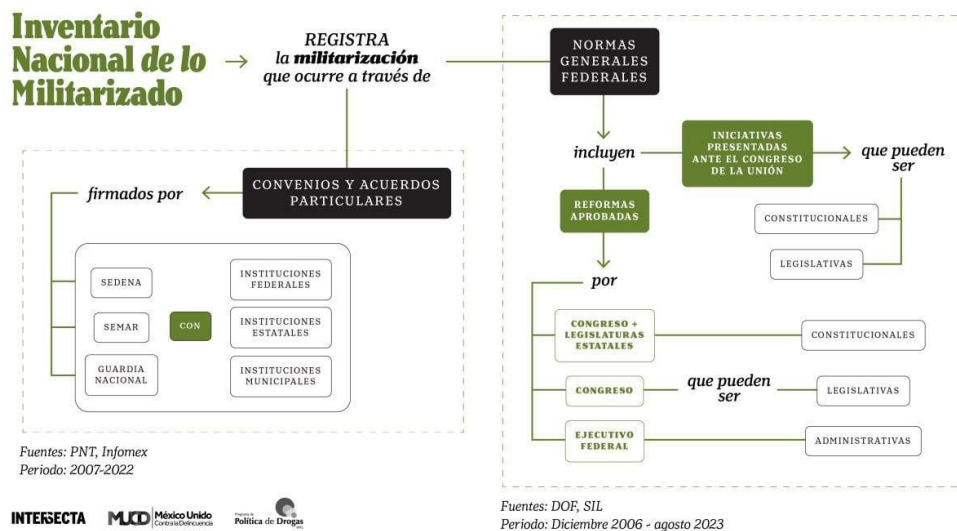 Inventario
Nacional de lo
Militarizado
REGISTRA
la militarización
que ocurre a través de
NORMAS
GENERALES
FEDERALES
incluyen
INICIATIVAS
PRESENTADAS
ANTE EL CONGRESO
DE LA UNIÓN
que pueden
ser
CONSTITUCIONALES
LEGISLATIVAS
REFORMAS
APROBADAS
por
CONGRESO +
LEGISLATURAS
ESTATALES
CONSTITUCIONALES
CONGRESO
que pueden
ser
LEGISLATIVAS
EJECUTIVO
FEDERAL
ADMINISTRATIVAS
CONVENIOS Y ACUERDOS
PARTICULARES
firmados por
SEDENA
SEMAR
GUARDIA
NACIONAL
CON
INSTITUCIONES
FEDERALES
INSTITUCIONES
ESTATALES
INSTITUCIONES
MUNICIPALES
Fuentes: PNT, Infomex
Periodo: 2007-2022
Fuentes: DOF, SIL
Periodo: Diciembre 2006 - agosto 2023
INTERSECTA
MUCD
México Unido
Contra la Delincuencia
Programa de
Política de Drogas